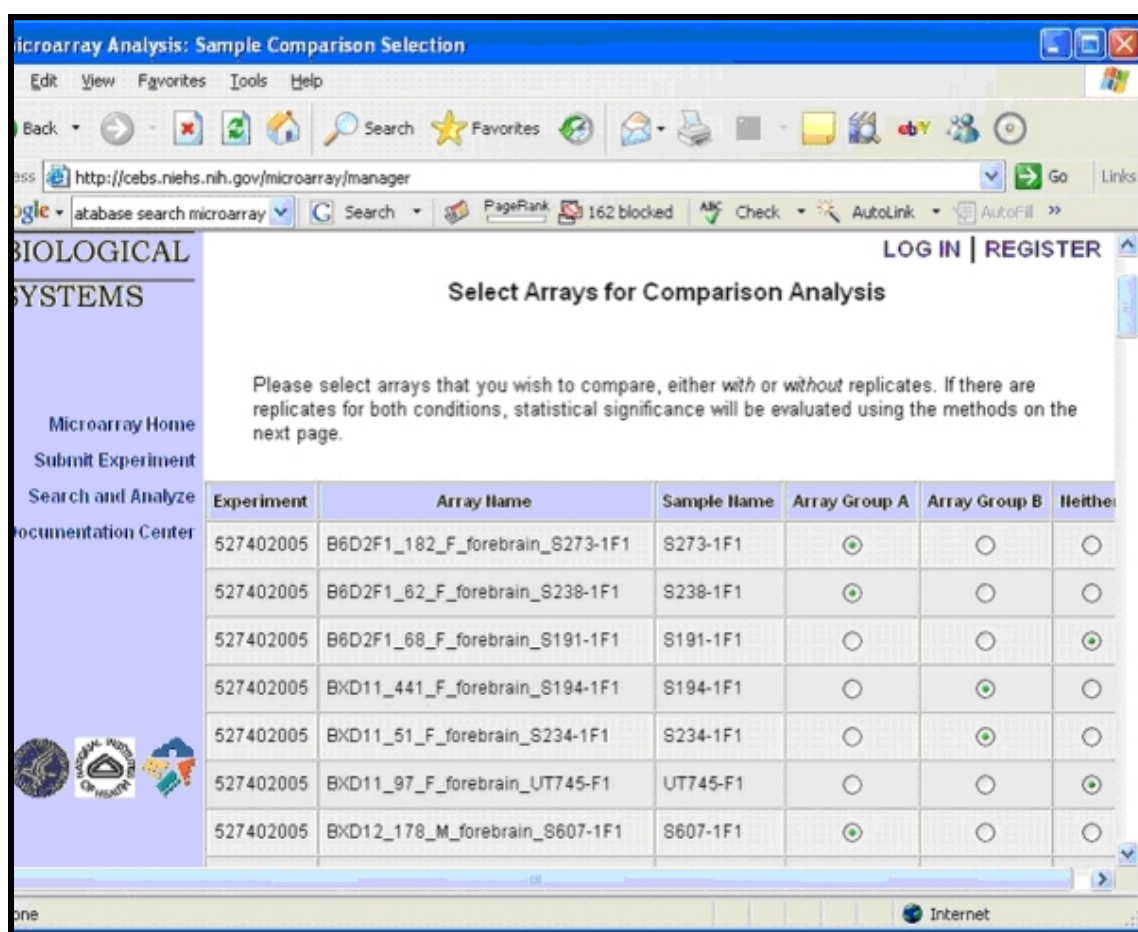 icroarray Analysis: Sample Comparison Selection
Edit View Favorites Tools Help
Back Search Favorites
ess http://cebs.niehs.nih.gov/microarray/manager Go Links
ogle atabase search microarray Search PageRank 162 blocked ABC Check AutoLink AutoFill »
BIOLOGICAL
SYSTEMS
LOG IN | REGISTER
Select Arrays for Comparison Analysis
Please select arrays that you wish to compare, either with or without replicates. If there are
replicates for both conditions, statistical significance will be evaluated using the methods on the
next page.
Microarray Home
Submit Experiment
Search and Analyze
ocumentation Center
Experiment Array Name Sample Name Array Group A Array Group B Neither
527402005 B6D2F1_182_F_forebrain_S273-1F1 S273-1F1
527402005 B6D2F1_62_F_forebrain_S238-1F1 S238-1F1
527402005 B6D2F1_68_F_forebrain_S191-1F1 S191-1F1
527402005 BXD11_441_F_forebrain_S194-1F1 S194-1F1
527402005 BXD11_51_F_forebrain_S234-1F1 S234-1F1
527402005 BXD11_97_F_forebrain_UT745-F1 UT745-F1
527402005 BXD12_178_M_forebrain_S607-1F1 S607-1F1
one Internet